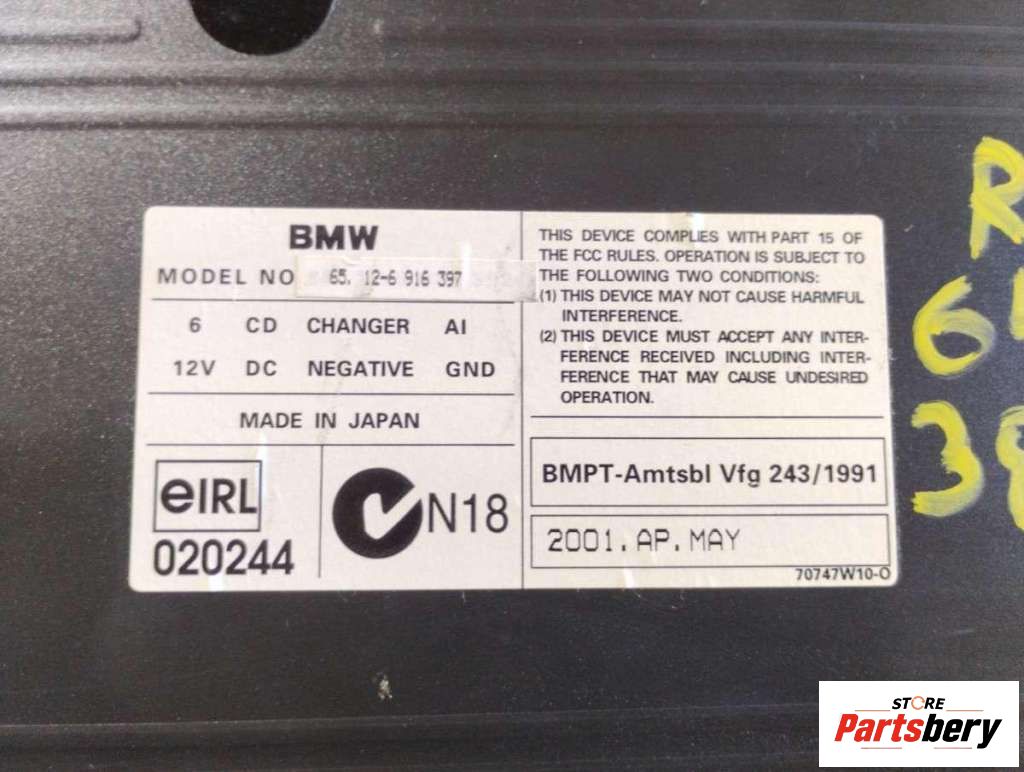 BMW
MODEL NO 65. 12-6 916 397
6 CD CHANGER AI
12V DC NEGATIVE GND
MADE IN JAPAN
eIRL
020244
N18
THIS DEVICE COMPLIES WITH PART 15 OF
THE FCC RULES. OPERATION IS SUBJECT TO
THE FOLLOWING TWO CONDITIONS:
(1) THIS DEVICE MAY NOT CAUSE HARMFUL
INTERFERENCE.
(2) THIS DEVICE MUST ACCEPT ANY INTER-
FERENCE RECEIVED INCLUDING INTER-
FERENCE THAT MAY CAUSE UNDESIRED
OPERATION.
BMPT-Amtsbl Vfg 243/1991
2001. AP. MAY
70747W10-O
R
6
38
STORE
Partsbery